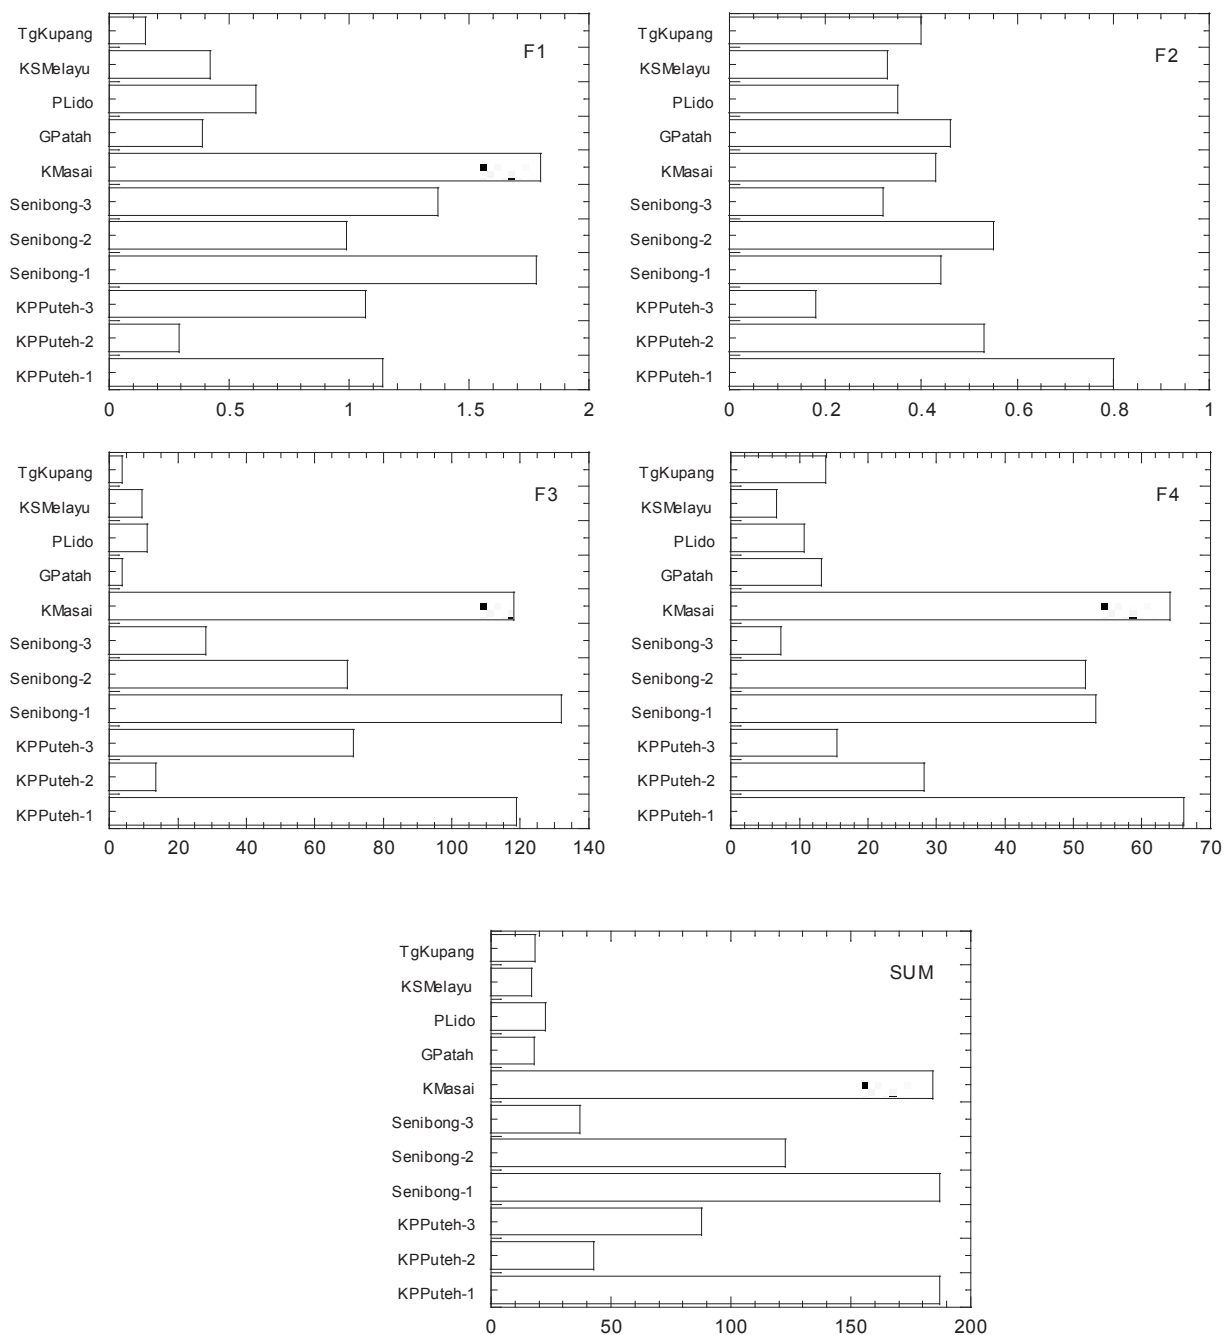 F1
TgKupang
KSMelayu
PLido
GPatah
KMasai
Senibong-3
Senibong-2
Senibong-1
KPPuteh-3
KPPuteh-2
KPPuteh-1
0 0.5 1 1.5 2
F2
TgKupang
KSMelayu
PLido
GPatah
KMasai
Senibong-3
Senibong-2
Senibong-1
KPPuteh-3
KPPuteh-2
KPPuteh-1
0 0.2 0.4 0.6 0.8 1
F3
TgKupang
KSMelayu
PLido
GPatah
KMasai
Senibong-3
Senibong-2
Senibong-1
KPPuteh-3
KPPuteh-2
KPPuteh-1
0 20 40 60 80 100 120 140
F4
TgKupang
KSMelayu
PLido
GPatah
KMasai
Senibong-3
Senibong-2
Senibong-1
KPPuteh-3
KPPuteh-2
KPPuteh-1
0 10 20 30 40 50 60 70
SUM
TgKupang
KSMelayu
PLido
GPatah
KMasai
Senibong-3
Senibong-2
Senibong-1
KPPuteh-3
KPPuteh-2
KPPuteh-1
0 50 100 150 200